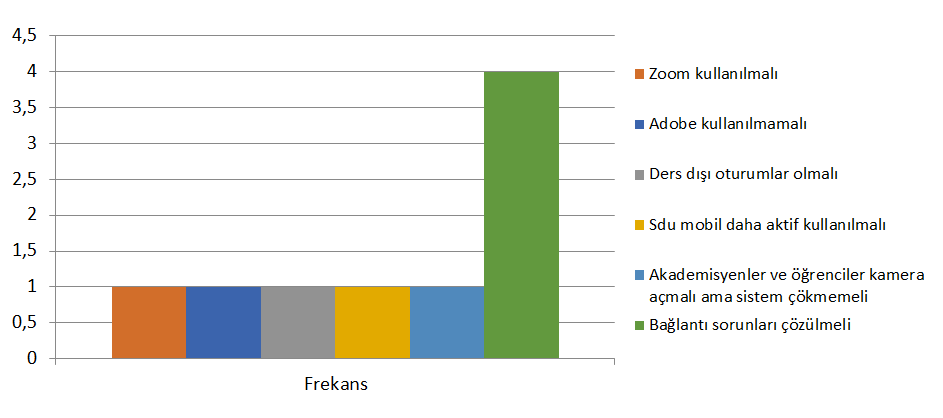 4,5
4
3,5
3
2,5
2
1,5
1
0,5
0
Frekans
Zoom kullanılmalı
Adobe kullanılmamalı
Ders dışı oturumlar olmalı
Sdu mobil daha aktif kullanılmalı
Akademisyenler ve öğrenciler kamera
açmalı ama sistem çökmemeli
Bağlantı sorunları çözülmeli